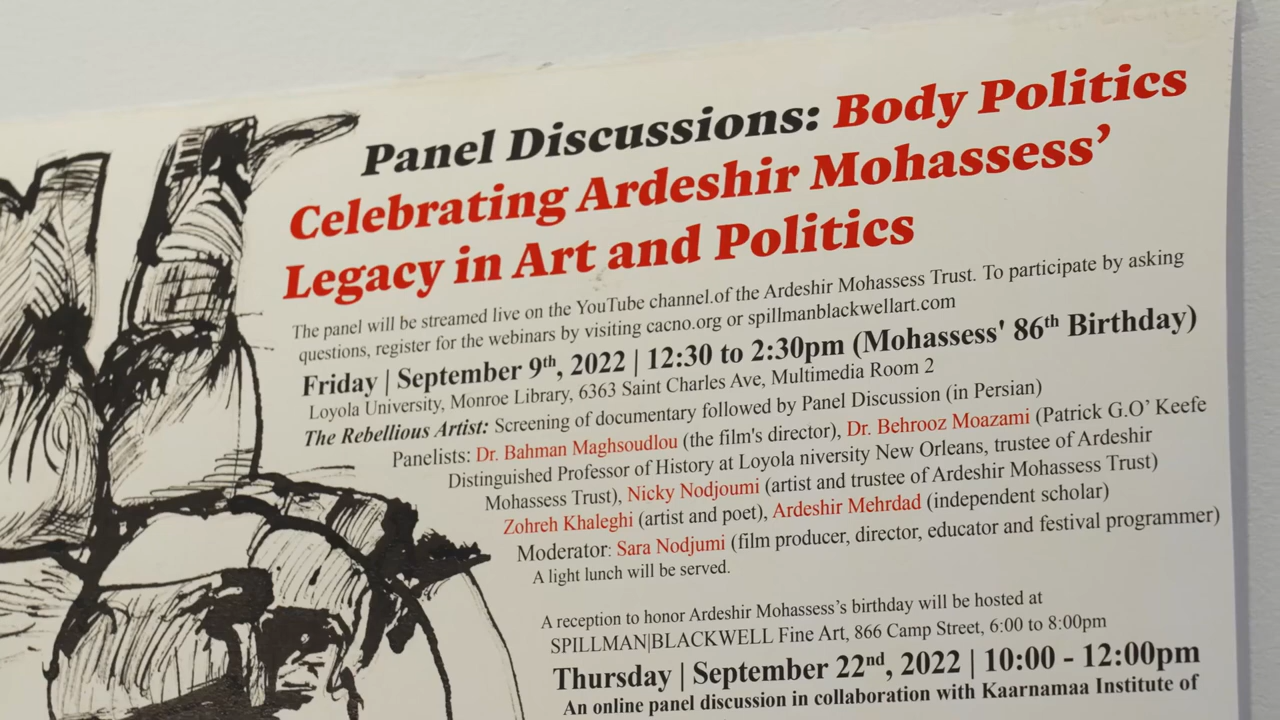 Panel Discussions: Body Politics
Celebrating Ardeshir Mohassess’
Legacy in Art and Politics
The panel will be streamed live on the YouTube channel.of the Ardeshir Mohassess Trust. To participate by asking
questions, register for the webinars by visiting cacno.org or spillmanblackwellart.com
Friday | September 9th, 2022 | 12:30 to 2:30pm (Mohassess' 86th Birthday)
Loyola University, Monroe Library, 6363 Saint Charles Ave, Multimedia Room 2
The Rebellious Artist: Screening of documentary followed by Panel Discussion (in Persian)
Panelists: Dr. Bahman Maghsoudlou (the film's director), Dr. Behrooz Moazami (Patrick G.O’ Keefe
Distinguished Professor of History at Loyola niversity New Orleans, trustee of Ardeshir
Mohassess Trust), Nicky Nodjoumi (artist and trustee of Ardeshir Mohassess Trust)
Zohreh Khaleghi (artist and poet), Ardeshir Mehrdad (independent scholar)
Moderator: Sara Nodjumi (film producer, director, educator and festival programmer)
A light lunch will be served.
A reception to honor Ardeshir Mohassess’s birthday will be hosted at
SPILLMAN|BLACKWELL Fine Art, 866 Camp Street, 6:00 to 8:00pm
Thursday | September 22nd, 2022 | 10:00 - 12:00pm
An online panel discussion in collaboration with Kaarnamaa Institute of